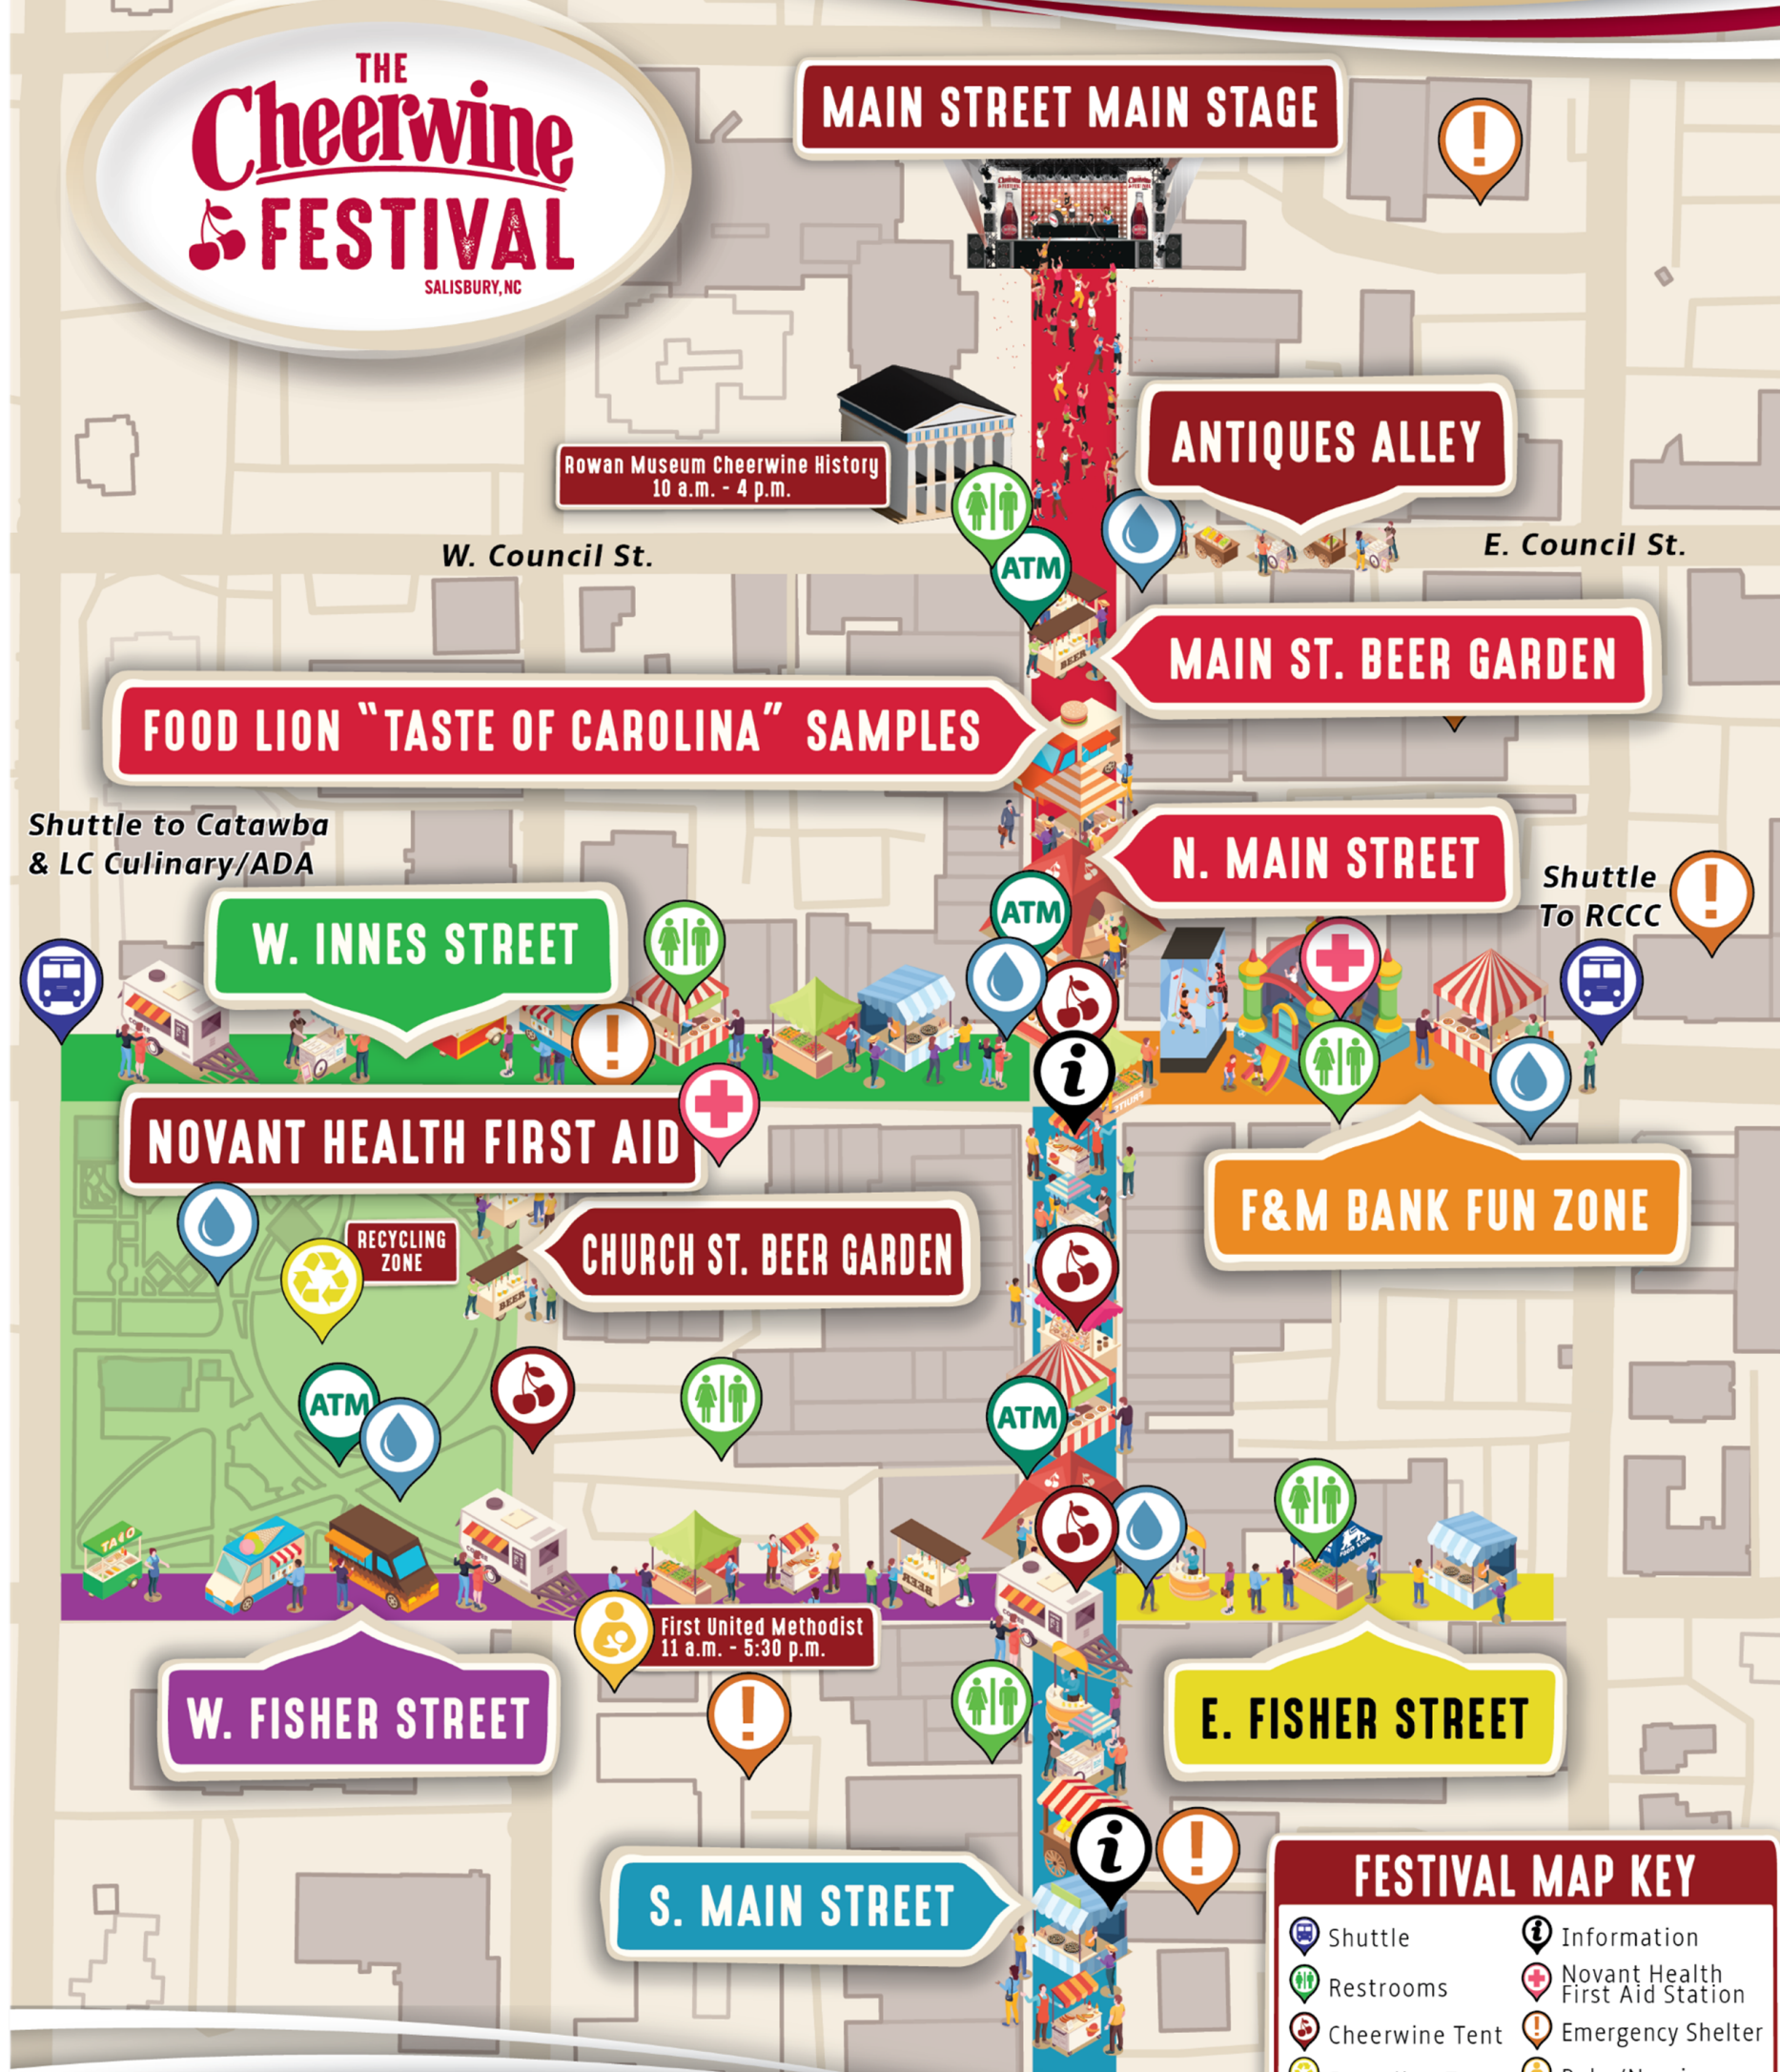 THE
Cheerwine
FESTIVAL
SALISBURY, NC
MAIN STREET MAIN STAGE
ANTIQUES ALLEY
Rowan Museum Cheerwine History
10 a.m. - 4 p.m.
W. Council St.
E. Council St.
ATM
BEER
MAIN ST. BEER GARDEN
FOOD LION "TASTE OF CAROLINA" SAMPLES
Shuttle to Catawba
& LC Culinary/ADA
N. MAIN STREET
Shuttle
To RCCC
ATM
W. INNES STREET
NOVANT HEALTH FIRST AID
F&M BANK FUN ZONE
RECYCLING
ZONE
CHURCH ST. BEER GARDEN
BEER
ATM
ATM
TACO
BEER
First United Methodist
11 a.m. - 5:30 p.m.
W. FISHER STREET
E. FISHER STREET
S. MAIN STREET
FESTIVAL MAP KEY
Shuttle
Information
Restrooms
Novant Health
First Aid Station
Cheerwine Tent
Emergency Shelter